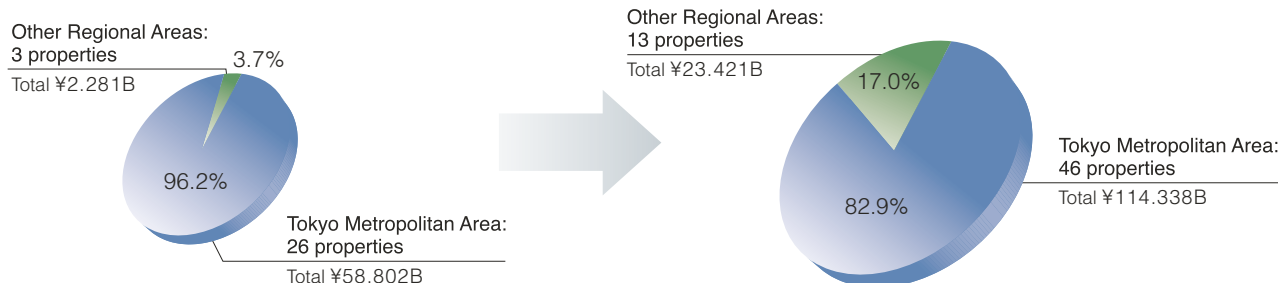 Other Regional Areas:
3 properties
Total ¥2.281B
3.7%
96.2%
Tokyo Metropolitan Area:
26 properties
Total ¥58.802B
Other Regional Areas:
13 properties
Total ¥23.421B
17.0%
82.9%
Tokyo Metropolitan Area:
46 properties
Total ¥114.338B